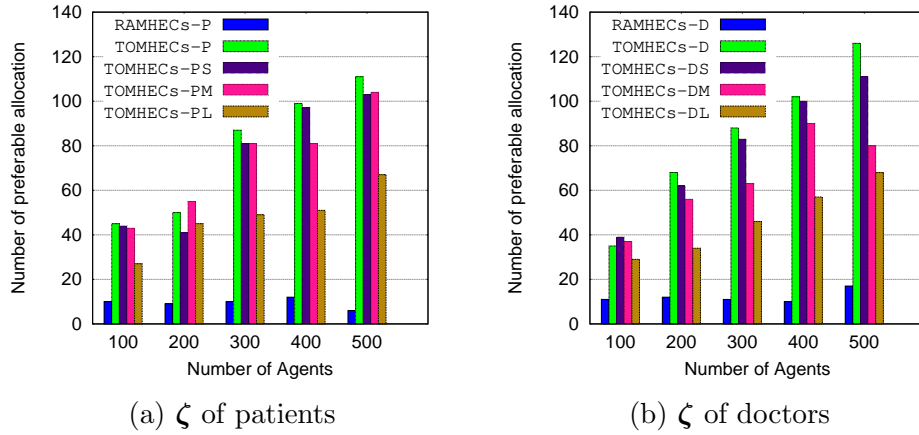 140
120
100
80
60
40
20
0
Number of preferable allocation
RAMHECs-P
TOMHECs-P
TOMHECs-PS
TOMHECs-PM
TOMHECs-PL
100 200 300 400 500
Number of Agents
(a) ζ of patients
140
120
100
80
60
40
20
0
Number of preferable allocation
RAMHECs-D
TOMHECs-D
TOMHECs-DS
TOMHECs-DM
TOMHECs-DL
100 200 300 400 500
Number of Agents
(b) ζ of doctors